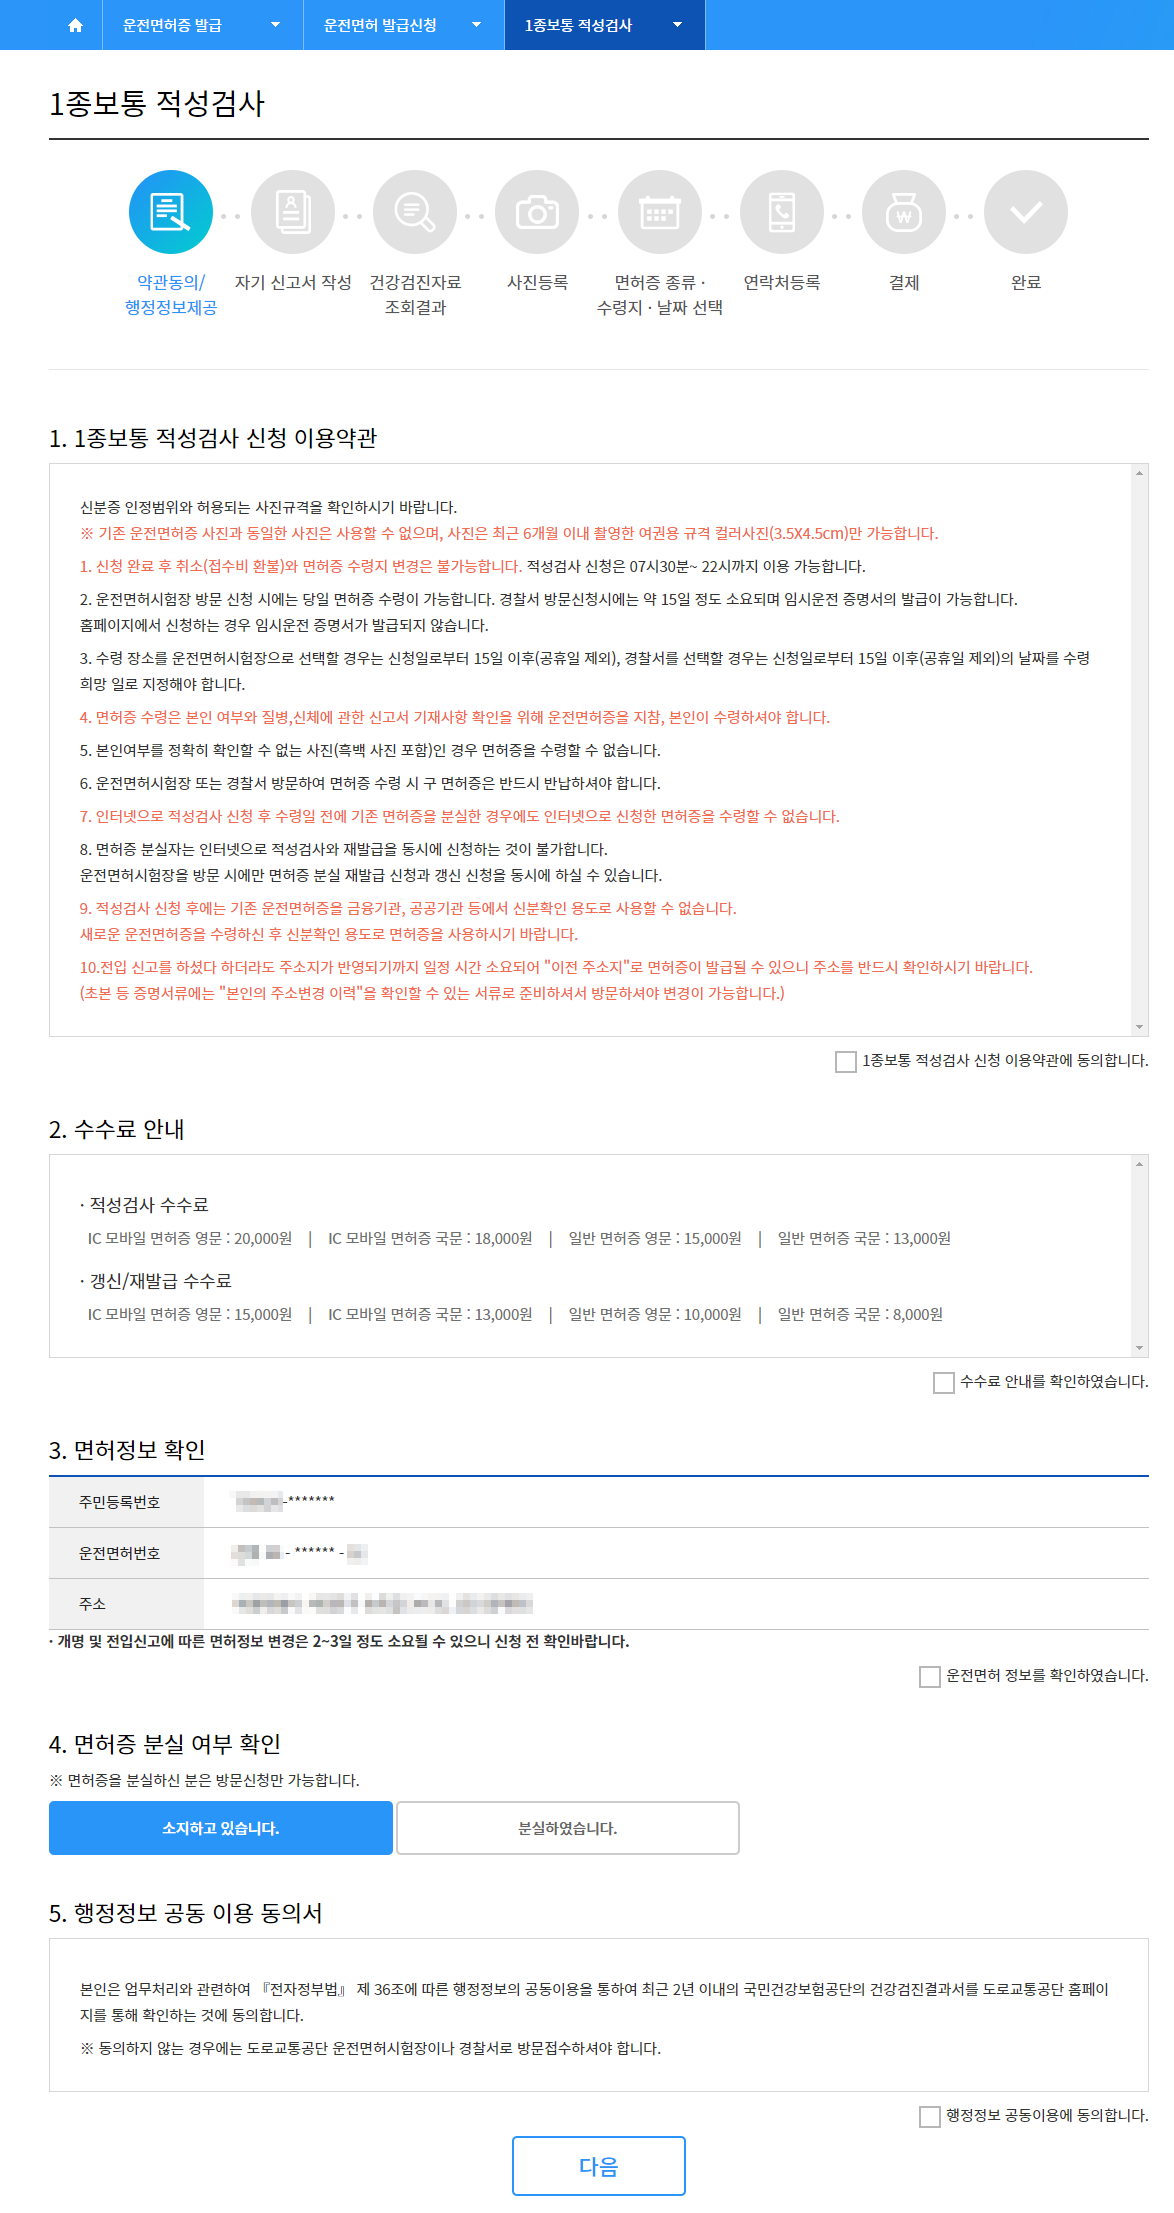 운전면허증 발급
운전면허 발급신청
1종보통 적성검사
1종보통 적성검사
약관동의/
행정정보제공
자기 신고서 작성
건강검진자료
조회결과
사진등록
면허증 종류 ·
수령지 · 날짜 선택
연락처등록
결제
완료
1. 1종보통 적성검사 신청 이용약관
신분증 인정범위와 허용되는 사진규격을 확인하시기 바랍니다.
※ 기존 운전면허증 사진과 동일한 사진은 사용할 수 없으며, 사진은 최근 6개월 이내 촬영한 여권용 규격 컬러사진(3.5X4.5cm)만 가능합니다.
1. 신청 완료 후 취소(접수비 환불)와 면허증 수령지 변경은 불가능합니다. 적성검사 신청은 07시30분~ 22시까지 이용 가능합니다.
2. 운전면허시험장 방문 신청 시에는 당일 면허증 수령이 가능합니다. 경찰서 방문신청시에는 약 15일 정도 소요되며 임시운전 증명서의 발급이 가능합니다.
홈페이지에서 신청하는 경우 임시운전 증명서가 발급되지 않습니다.
3. 수령 장소를 운전면허시험장으로 선택할 경우는 신청일로부터 15일 이후(공휴일 제외), 경찰서를 선택할 경우는 신청일로부터 15일 이후(공휴일 제외)의 날짜를 수령
희망 일로 지정해야 합니다.
4. 면허증 수령은 본인 여부와 질병,신체에 관한 신고서 기재사항 확인을 위해 운전면허증을 지참, 본인이 수령하셔야 합니다.
5. 본인여부를 정확히 확인할 수 없는 사진(흑백 사진 포함)인 경우 면허증을 수령할 수 없습니다.
6. 운전면허시험장 또는 경찰서 방문하여 면허증 수령 시 구 면허증은 반드시 반납하셔야 합니다.
7. 인터넷으로 적성검사 신청 후 수령일 전에 기존 면허증을 분실한 경우에도 인터넷으로 신청한 면허증을 수령할 수 없습니다.
8. 면허증 분실자는 인터넷으로 적성검사와 재발급을 동시에 신청하는 것이 불가합니다.
운전면허시험장을 방문 시에만 면허증 분실 재발급 신청과 갱신 신청을 동시에 하실 수 있습니다.
9. 적성검사 신청 후에는 기존 운전면허증을 금융기관, 공공기관 등에서 신분확인 용도로 사용할 수 없습니다.
새로운 운전면허증을 수령하신 후 신분확인 용도로 면허증을 사용하시기 바랍니다.
10.전입 신고를 하셨다 하더라도 주소지가 반영되기까지 일정 시간 소요되어 "이전 주소지"로 면허증이 발급될 수 있으니 주소를 반드시 확인하시기 바랍니다.
(초본 등 증명서류에는 "본인의 주소변경 이력"을 확인할 수 있는 서류로 준비하셔서 방문하셔야 변경이 가능합니다.)
1종보통 적성검사 신청 이용약관에 동의합니다.
2. 수수료 안내
· 적성검사 수수료
IC 모바일 면허증 영문 : 20,000원 | IC 모바일 면허증 국문 : 18,000원 | 일반 면허증 영문 : 15,000원 | 일반 면허증 국문 : 13,000원
· 갱신/재발급 수수료
IC 모바일 면허증 영문 : 15,000원 | IC 모바일 면허증 국문 : 13,000원 | 일반 면허증 영문 : 10,000원 | 일반 면허증 국문 : 8,000원
수수료 안내를 확인하였습니다.
3. 면허정보 확인
주민등록번호 -*******
운전면허번호 - ****** -
주소
· 개명 및 전입신고에 따른 면허정보 변경은 2~3일 정도 소요될 수 있으니 신청 전 확인바랍니다.
운전면허 정보를 확인하였습니다.
4. 면허증 분실 여부 확인
※ 면허증을 분실하신 분은 방문신청만 가능합니다.
소지하고 있습니다.
분실하였습니다.
5. 행정정보 공동 이용 동의서
본인은 업무처리와 관련하여 『전자정부법』 제 36조에 따른 행정정보의 공동이용을 통하여 최근 2년 이내의 국민건강보험공단의 건강검진결과서를 도로교통공단 홈페이
지를 통해 확인하는 것에 동의합니다.
※ 동의하지 않는 경우에는 도로교통공단 운전면허시험장이나 경찰서로 방문접수하셔야 합니다.
행정정보 공동이용에 동의합니다.
다음